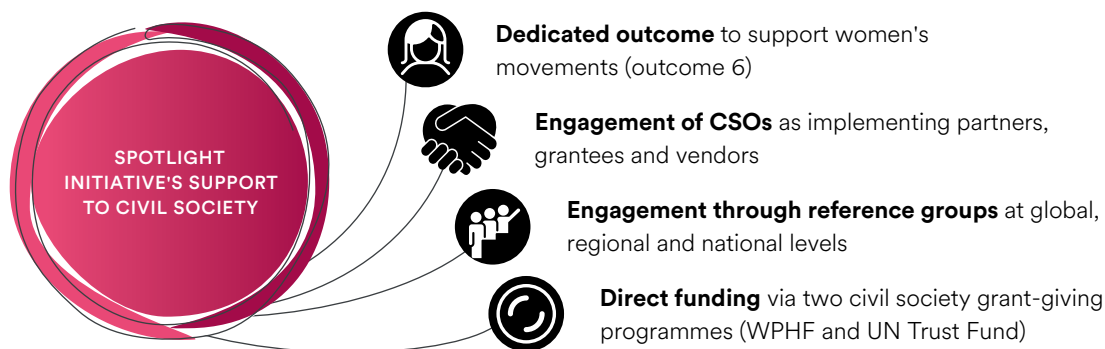 SPOTLIGHT
INITIATIVE'S SUPPORT
TO CIVIL SOCIETY
Dedicated outcome to support women's
movements (outcome 6)
Engagement of CSOs as implementing partners,
grantees and vendors
Engagement through reference groups at global,
regional and national levels
Direct funding via two civil society grant-giving
programmes (WPHF and UN Trust Fund)